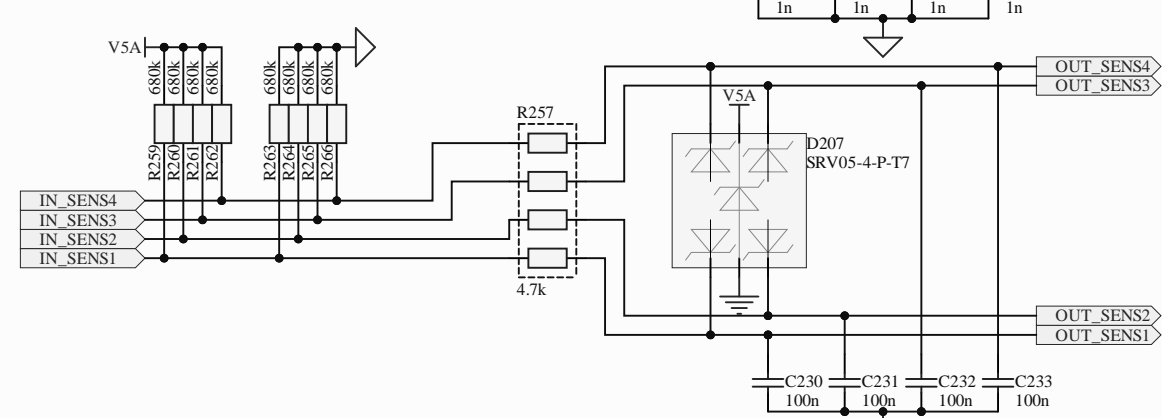 1n 1n 1n 1n
V5A
680k 680k 680k 680k 680k 680k 680k 680k
R259 R260 R261 R262 R263 R264 R265 R266
OUT_SENS4
OUT_SENS3
V5A
R257
D207
SRV05-4-P-T7
IN_SENS4
IN_SENS3
IN_SENS2
IN_SENS1
4.7k
OUT_SENS2
OUT_SENS1
C230 C231 C232 C233
100n 100n 100n 100n